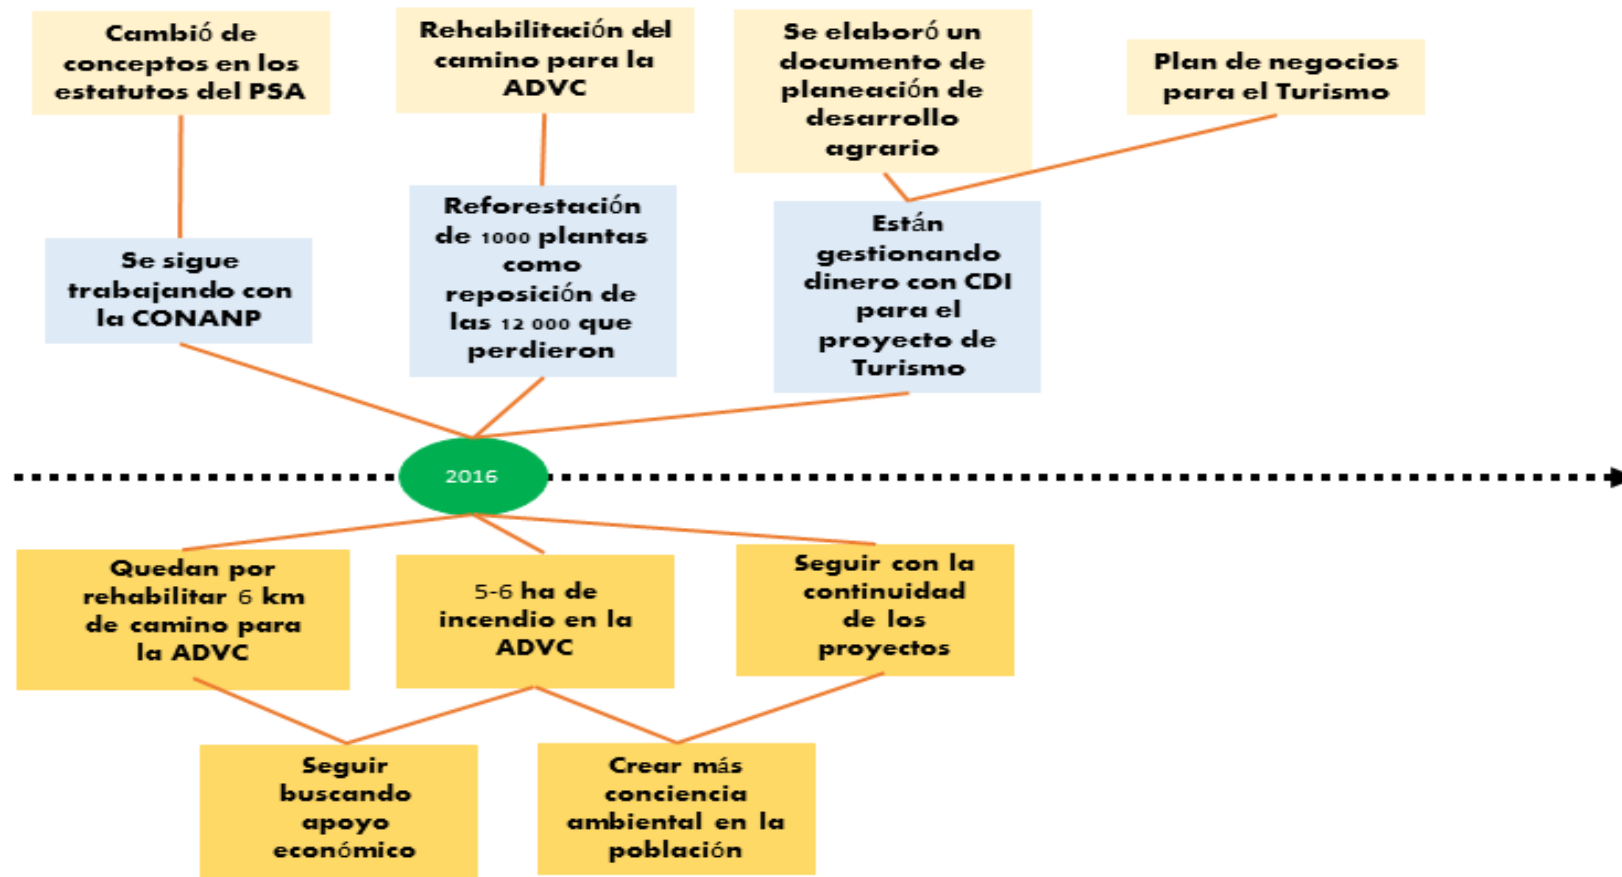 Cambió de
conceptos en los
estatutos del PSA
Rehabilitación del
camino para la
ADVC
Se elaboró un
documento de
planeación de
desarrollo
agrario
Plan de negocios
para el Turismo
Se sigue
trabajando con
la CONANP
Reforestación
de 1000 plantas
como
reposición de
las 12 000 que
perdieron
Están
gestionando
dinero con CDI
para el
proyecto de
Turismo
2016
Quedan por
rehabilitar 6 km
de camino para
la ADVC
5-6 ha de
incendio en la
ADVC
Seguir con la
continuidad
de los
proyectos
Seguir
buscando
apoyo
económico
Crear más
conciencia
ambiental en la
población